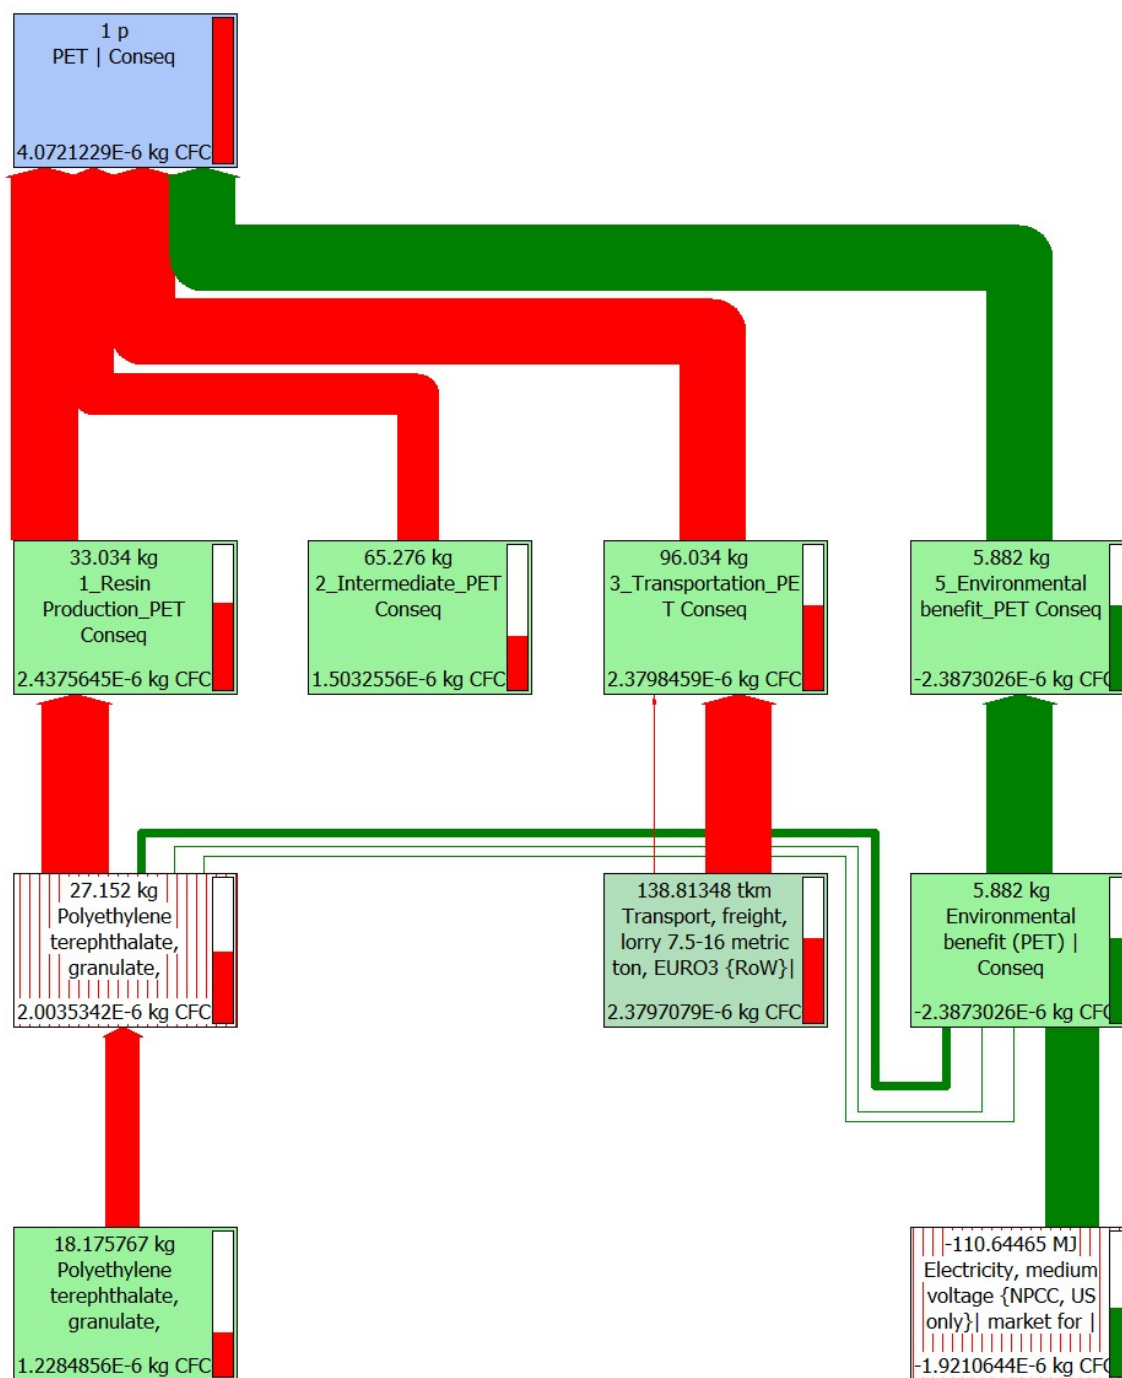 1 p
PET | Conseq
4.0721229E-6 kg CFC
33.034 kg
1_Resin
Production_PET
Conseq
2.4375645E-6 kg CFC
65.276 kg
2_Intermediate_PET
Conseq
1.5032556E-6 kg CFC
96.034 kg
3_Transportation_PE
T Conseq
2.3798459E-6 kg CFC
5.882 kg
5_Environmental
benefit_PET Conseq
-2.3873026E-6 kg CFC
27.152 kg
Polyethylene
terephthalate,
granulate,
2.0035342E-6 kg CFC
138.81348 tkm
Transport, freight,
lorry 7.5-16 metric
ton, EURO3 {RoW}|
2.3797079E-6 kg CFC
5.882 kg
Environmental
benefit (PET) |
Conseq
-2.3873026E-6 kg CFC
18.175767 kg
Polyethylene
terephthalate,
granulate,
1.2284856E-6 kg CFC
-110.64465 MJ
Electricity, medium
voltage {NPCC, US
only}| market for |
-1.9210644E-6 kg CFC